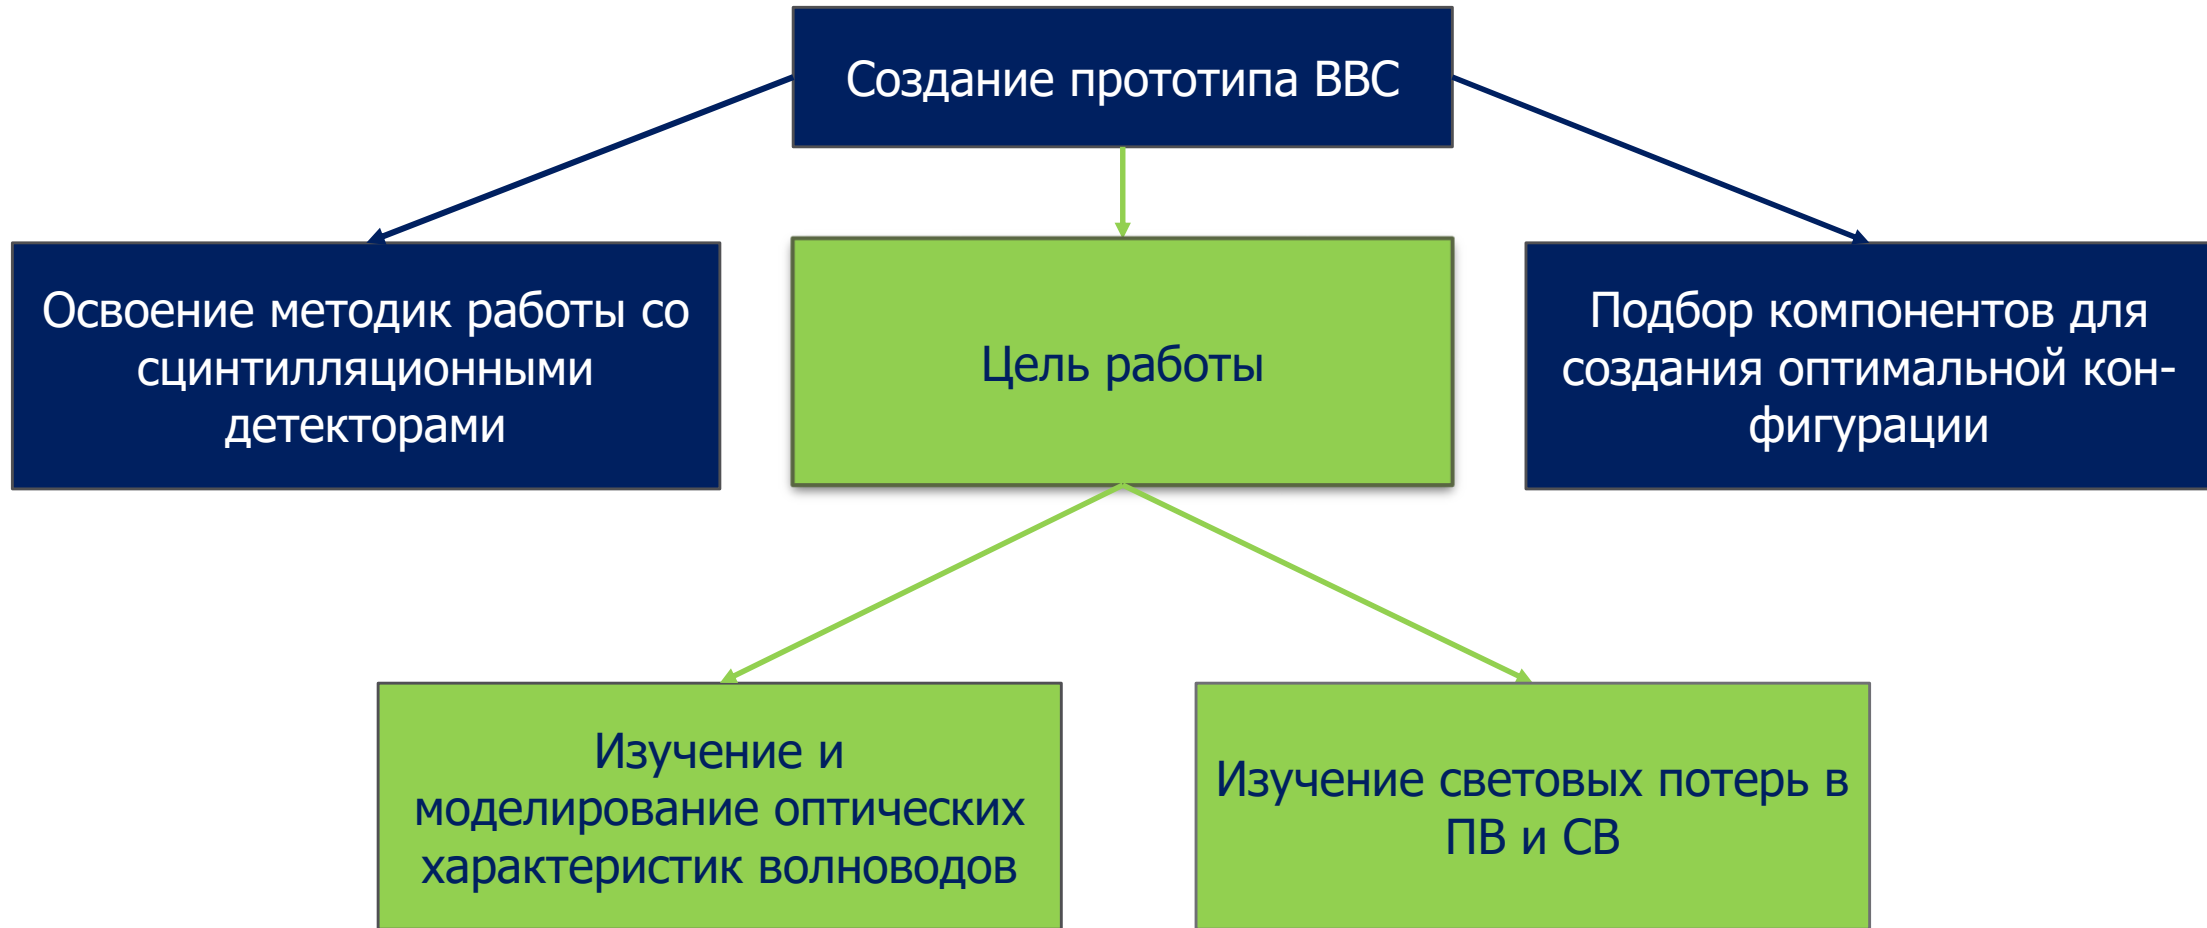 Создание прототипа BBC
Освоение методик работы со
сцинтилляционными
детекторами
Цель работы
Подбор компонентов для
создания оптимальной кон-
фигурации
Изучение и
моделирование оптических
характеристик волноводов
Изучение световых потерь в
ПВ и СВ